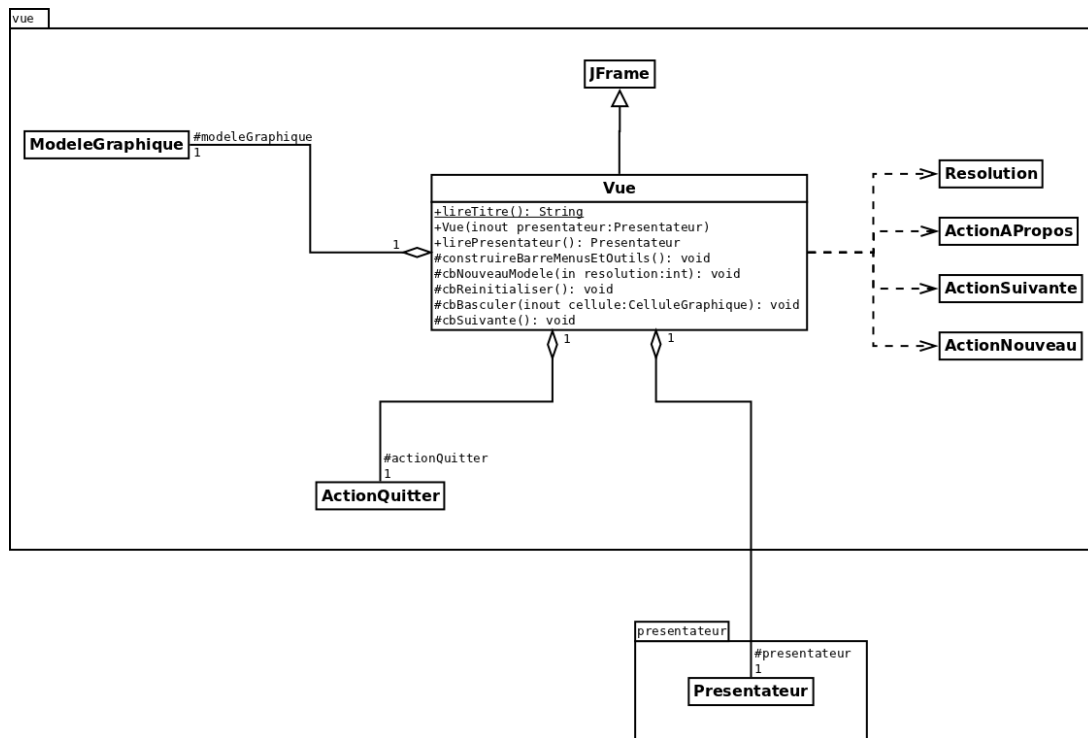 vue
JFrame
ModeleGraphique
#modeleGraphique
1
Vue
+lireTitre(): String
+Vue(inout presentateur:Presentateur)
+lirePresentateur(): Presentateur
#construireBarreMenusEtOutils(): void
#cbNouveauModele(in resolution:int): void
#cbReinitialiser(): void
#cbBasculer(inout cellule:CelluleGraphique): void
#cbSuivante(): void
1
1
1
Resolution
ActionAPropos
ActionSuivante
ActionNouveau
#actionQuitter
1
ActionQuitter
presentateur
#presentateur
1
Presentateur